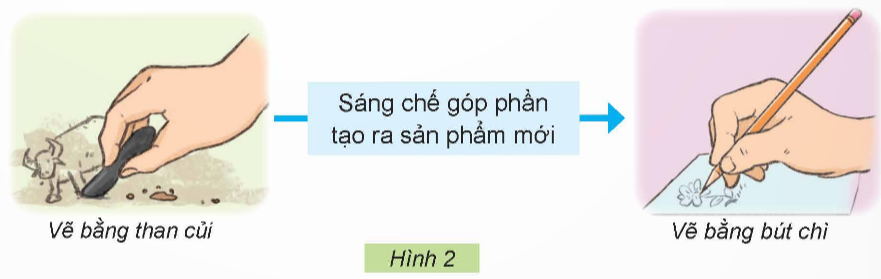 Sáng chế góp phần
tạo ra sản phẩm mới
Vẽ bằng than củi
Vẽ bằng bút chì
Hình 2